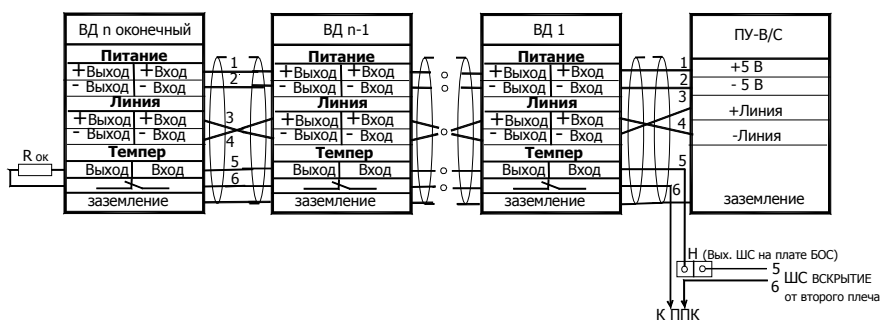 ВД n оконечный
Питание
+Выход +Вход
- Выход - Вход
Линия
+Выход +Вход
- Выход - Вход
Темпер
Выход Вход
заземление
R ок
1
2
3
4
5
6
ВД n-1
Питание
+Выход +Вход
- Выход - Вход
Линия
+Выход +Вход
- Выход - Вход
Темпер
Выход Вход
заземление
ВД 1
Питание
+Выход +Вход
- Выход - Вход
Линия
+Выход +Вход
- Выход - Вход
Темпер
Выход Вход
заземление
1
2
3
4
5
6
ПУ-В/С
+5 В
- 5 В
+Линия
-Линия
заземление
Н (Вых. ШС на плате БОС)
5
6
ШС ВСКРЫТИЕ
от второго плеча
К ППК